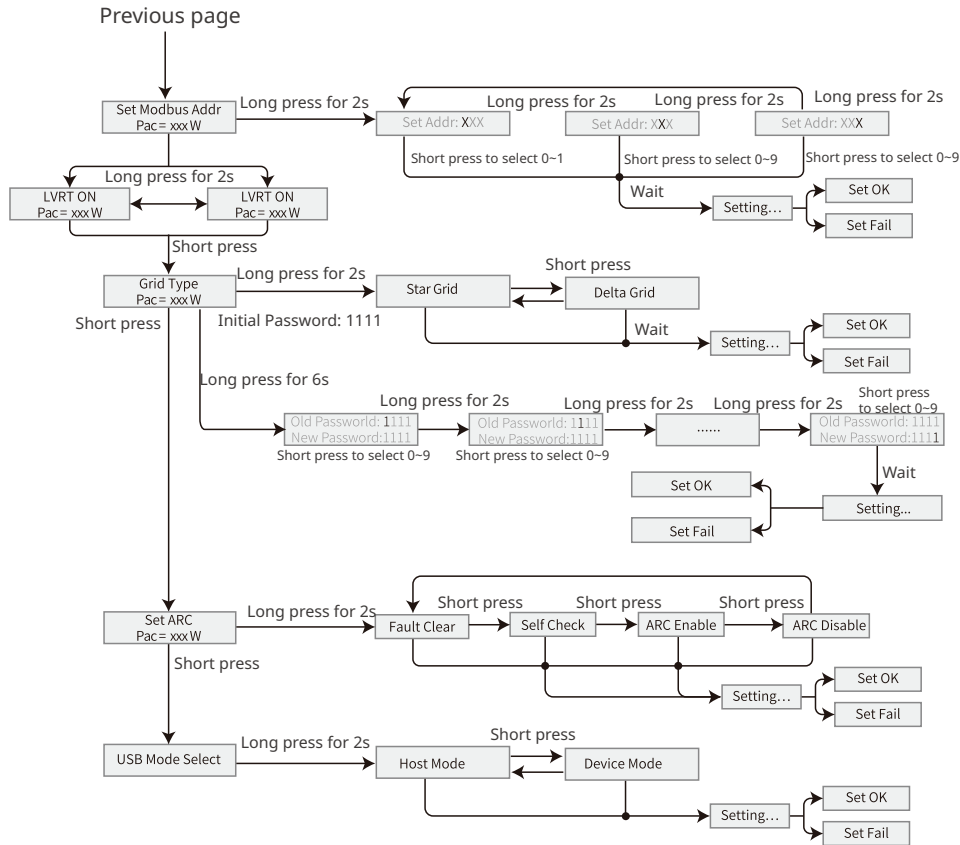 Previous page
Set Modbus Addr
Pac = xxx W
Long press for 2s
Set Addr: XXX
Long press for 2s
Set Addr: XXX
Long press for 2s
Set Addr: XXX
Long press for 2s
Short press to select 0~1
Short press to select 0~9
Short press to select 0~9
Wait
Setting…
Set OK
Set Fail
Long press for 2s
LVRT ON
Pac = xxx W
LVRT ON
Pac = xxx W
Short press
Grid Type
Pac = xxx W
Long press for 2s
Star Grid
Short press
Delta Grid
Wait
Setting…
Set OK
Set Fail
Short press
Initial Password: 1111
Long press for 6s
Old Passworld: 1111
New Password:1111
Short press to select 0~9
Long press for 2s
Old Passworld: 1111
New Password:1111
Short press to select 0~9
Long press for 2s
......
Long press for 2s
Short press
to select 0~9
Old Passworld: 1111
New Password:1111
Wait
Setting...
Set OK
Set Fail
Set ARC
Pac = xxx W
Long press for 2s
Fault Clear
Short press
Self Check
Short press
ARC Enable
Short press
ARC Disable
Setting…
Set OK
Set Fail
Short press
USB Mode Select
Long press for 2s
Host Mode
Short press
Device Mode
Setting…
Set OK
Set Fail